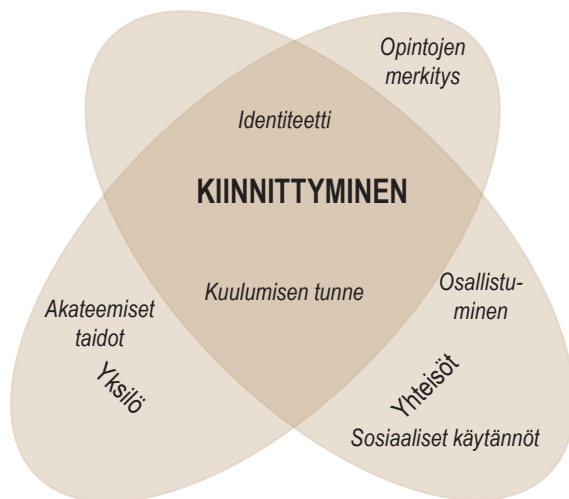 Opintojen
merkitys
Identiteetti
KIINNITTYMINEN
Kuulumisen tunne
Osallistu-
minen
Akateemiset
taidot
Yksilö
Yhteisöt
Sosiaaliset käytännöt